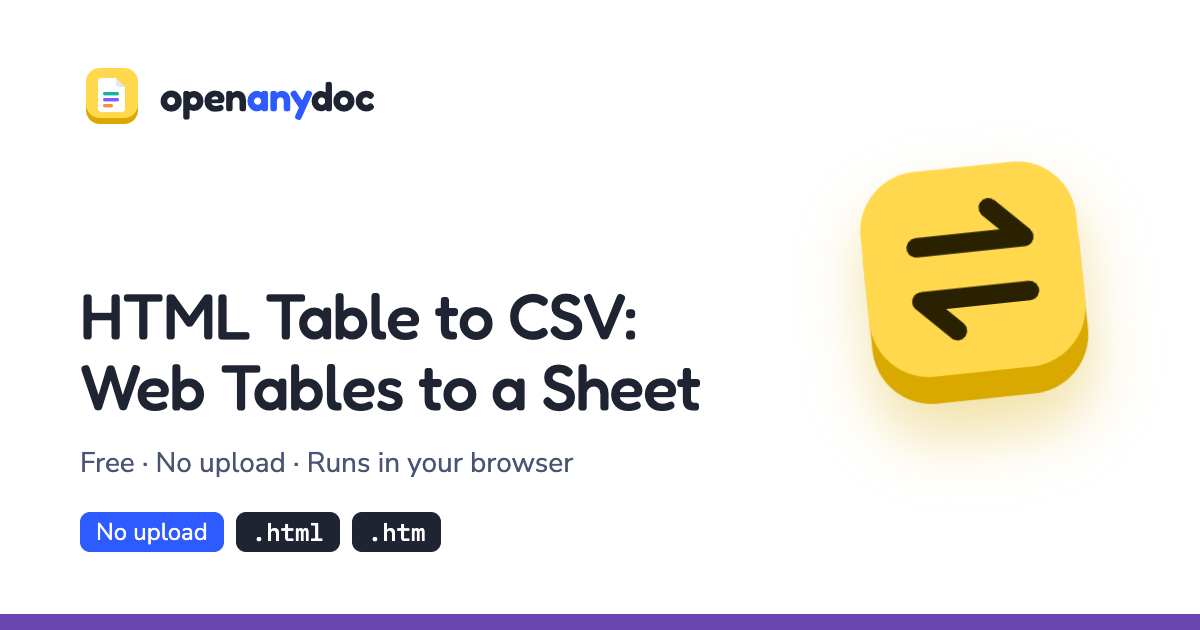 openanydoc
HTML Table to CSV:
Web Tables to a Sheet
Free · No upload · Runs in your browser
No upload
.html
.htm